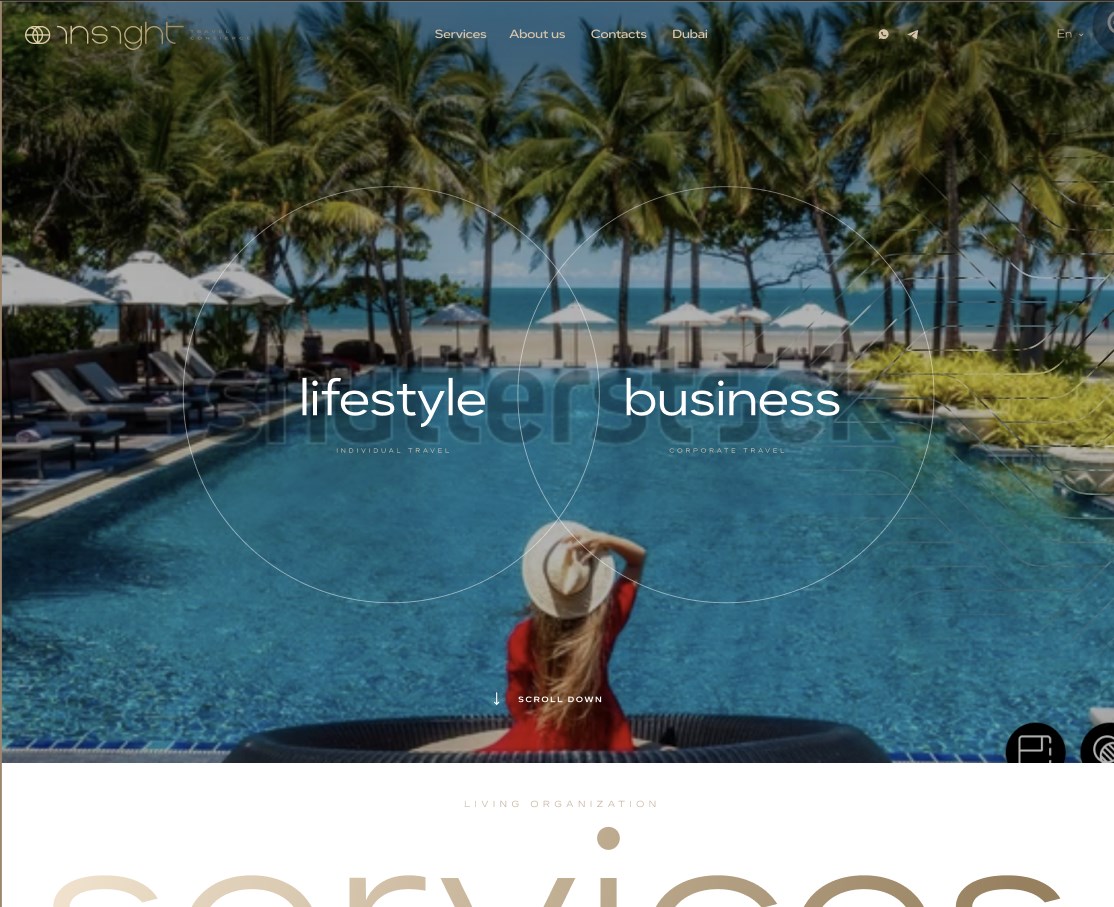 insight
Services About us Contacts Dubai
En
shutterstock
lifestyle business
INDIVIDUAL TRAVEL CORPORATE TRAVEL
SCROLL DOWN
LIVING ORGANIZATION
services